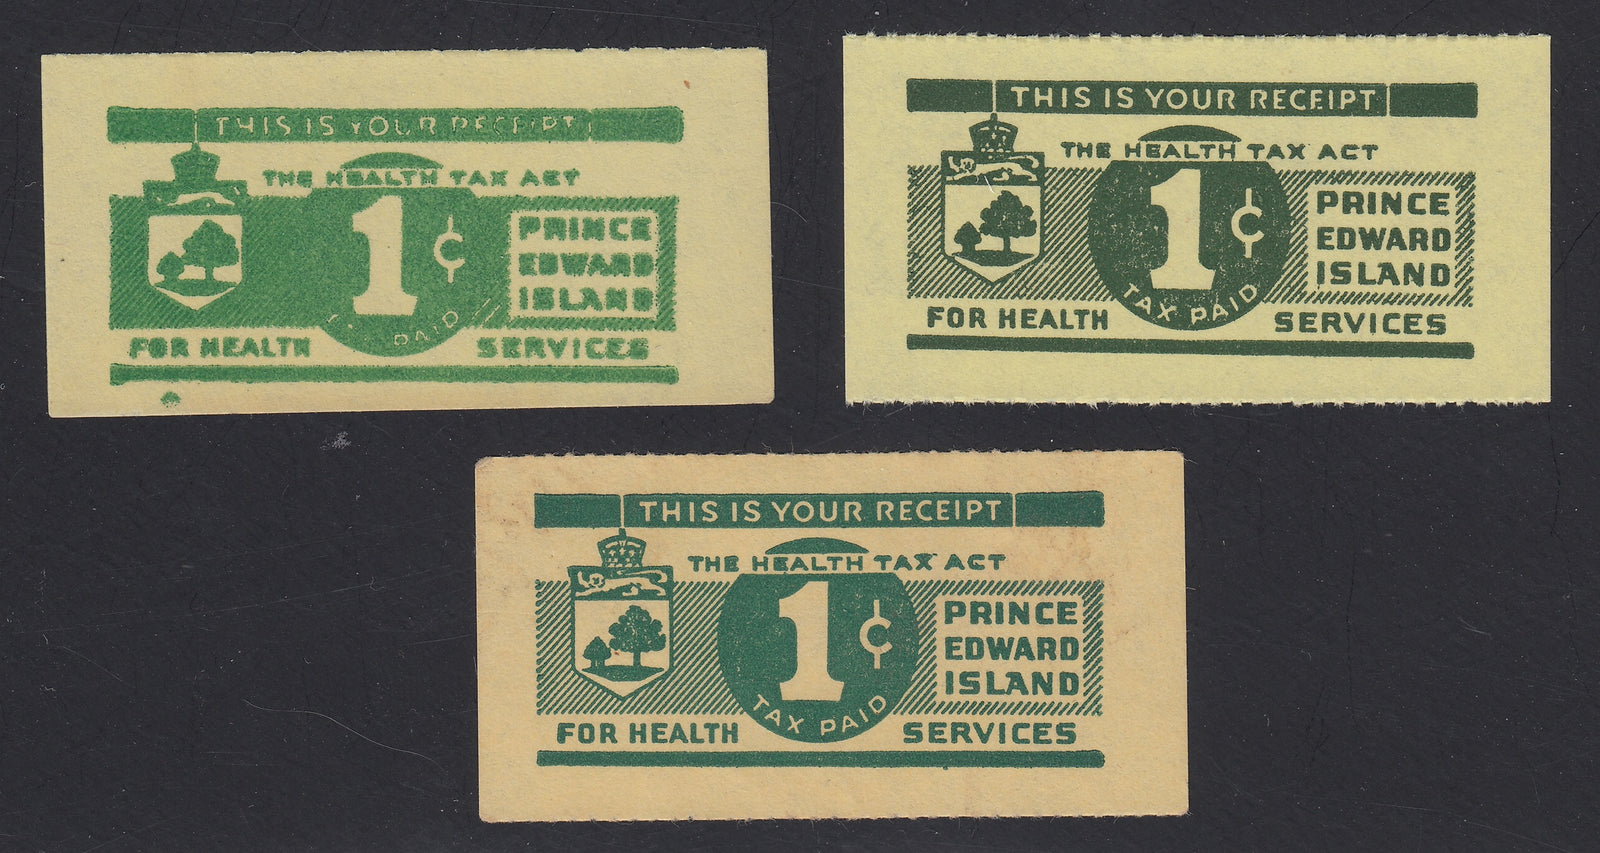 THIS IS YOUR RECEIPT
THE HEALTH TAX ACT
1¢
PRINCE
EDWARD
ISLAND
PAID
FOR HEALTH SERVICES
THIS IS YOUR RECEIPT
THE HEALTH TAX ACT
1¢
PRINCE
EDWARD
ISLAND
TAX PAID
FOR HEALTH SERVICES
THIS IS YOUR RECEIPT
THE HEALTH TAX ACT
1¢
PRINCE
EDWARD
ISLAND
TAX PAID
FOR HEALTH SERVICES